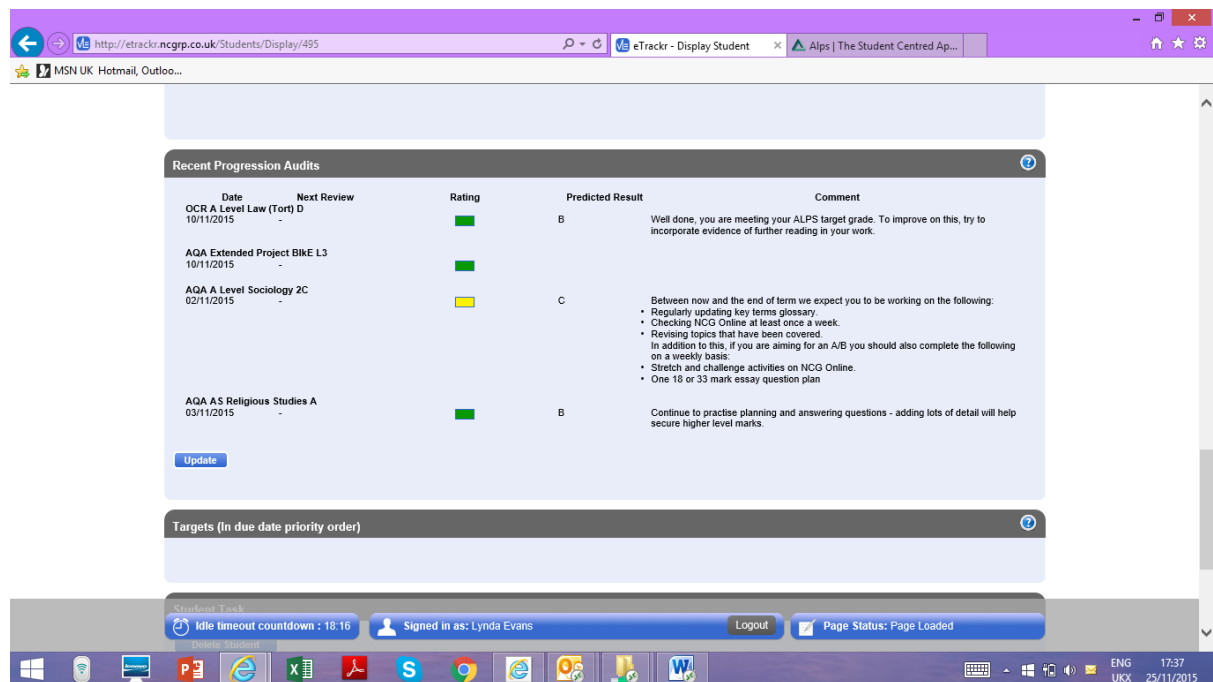 http://etrackr.ncgrp.co.uk/Students/Display/495
eTrackr - Display Student
Alps | The Student Centred Ap...
MSN UK Hotmail, Outloo...
Recent Progression Audits
Date Next Review Rating Predicted Result Comment
OCR A Level Law (Tort) D
10/11/2015 - B Well done, you are meeting your ALPS target grade. To improve on this, try to
incorporate evidence of further reading in your work.
AQA Extended Project BlkE L3
10/11/2015 -
AQA A Level Sociology 2C
02/11/2015 - C Between now and the end of term we expect you to be working on the following:
• Regularly updating key terms glossary.
• Checking NCG Online at least once a week.
• Revising topics that have been covered.
In addition to this, if you are aiming for an A/B you should also complete the following
on a weekly basis:
• Stretch and challenge activities on NCG Online.
• One 18 or 33 mark essay question plan
AQA AS Religious Studies A
03/11/2015 - B Continue to practise planning and answering questions - adding lots of detail will help
secure higher level marks.
Update
Targets (In due date priority order)
Student Task
Idle timeout countdown : 18:16 Signed in as: Lynda Evans Logout Page Status: Page Loaded
Delete Student
ENG 17:37
UKX 25/11/2015